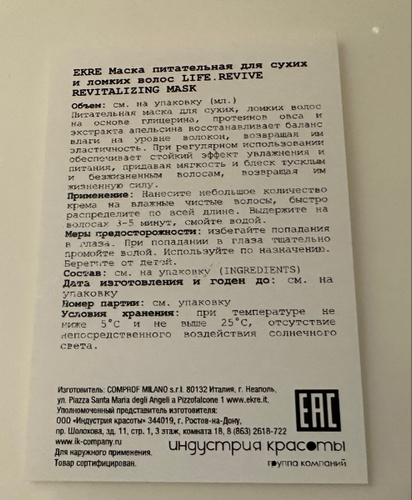 EKRE Маска питательная для сухих
и ломких волос LIFE.REVIVE
REVITALIZING MASK
Объем: см. на упаковку (мл.)
Питательная маска для сухих, ломких волос
на основе глицерина, протеинов овса и
экстракта апельсина восстанавливает баланс
влаги на уровне волокон, возвращая им
эластичность. При регулярном использовании
обеспечивает стойкий эффект увлажнения и
питания, придавая мягкость и блеск тусклым
и безжизненным волосам, возвращая им
жизненную силу.
Применение: Нанесите небольшое количество
крема на влажные чистые волосы, быстро
распределите по всей длине. Выдержите на
волосах 3-5 минут, смойте водой.
Меры предосторожности: избегайте попадания
в глаза. При попадании в глаза тщательно
промойте водой. Используйте по назначению.
Берегите от детей.
Состав: см. на упаковку (INGREDIENTS)
Дата изготовления и годен до: см. на
упаковку
Номер партии: см. упаковку
Условия хранения: при температуре не
ниже 5°C и не выше 25°C, отсутствие
непосредственного воздействия солнечного
света.
Изготовитель: COMPROF MILANO s.r.l. 80132 Италия, г. Неаполь,
ул. Piazza Santa Maria degli Angeli a Pizzofalcone 1 www.ekre.it.
Уполномоченный представитель изготовителя:
ООО «Индустрия красоты» 344019, г. Ростов-на-Дону,
пр. Шолохова, зд. 11, стр. 1, 3 этаж, комната 18, 8 (863) 2618-722
www.ik-company.ru
Для наружного применения.
Товар сертифицирован.
EAC
индустрия красоты
группа компаний